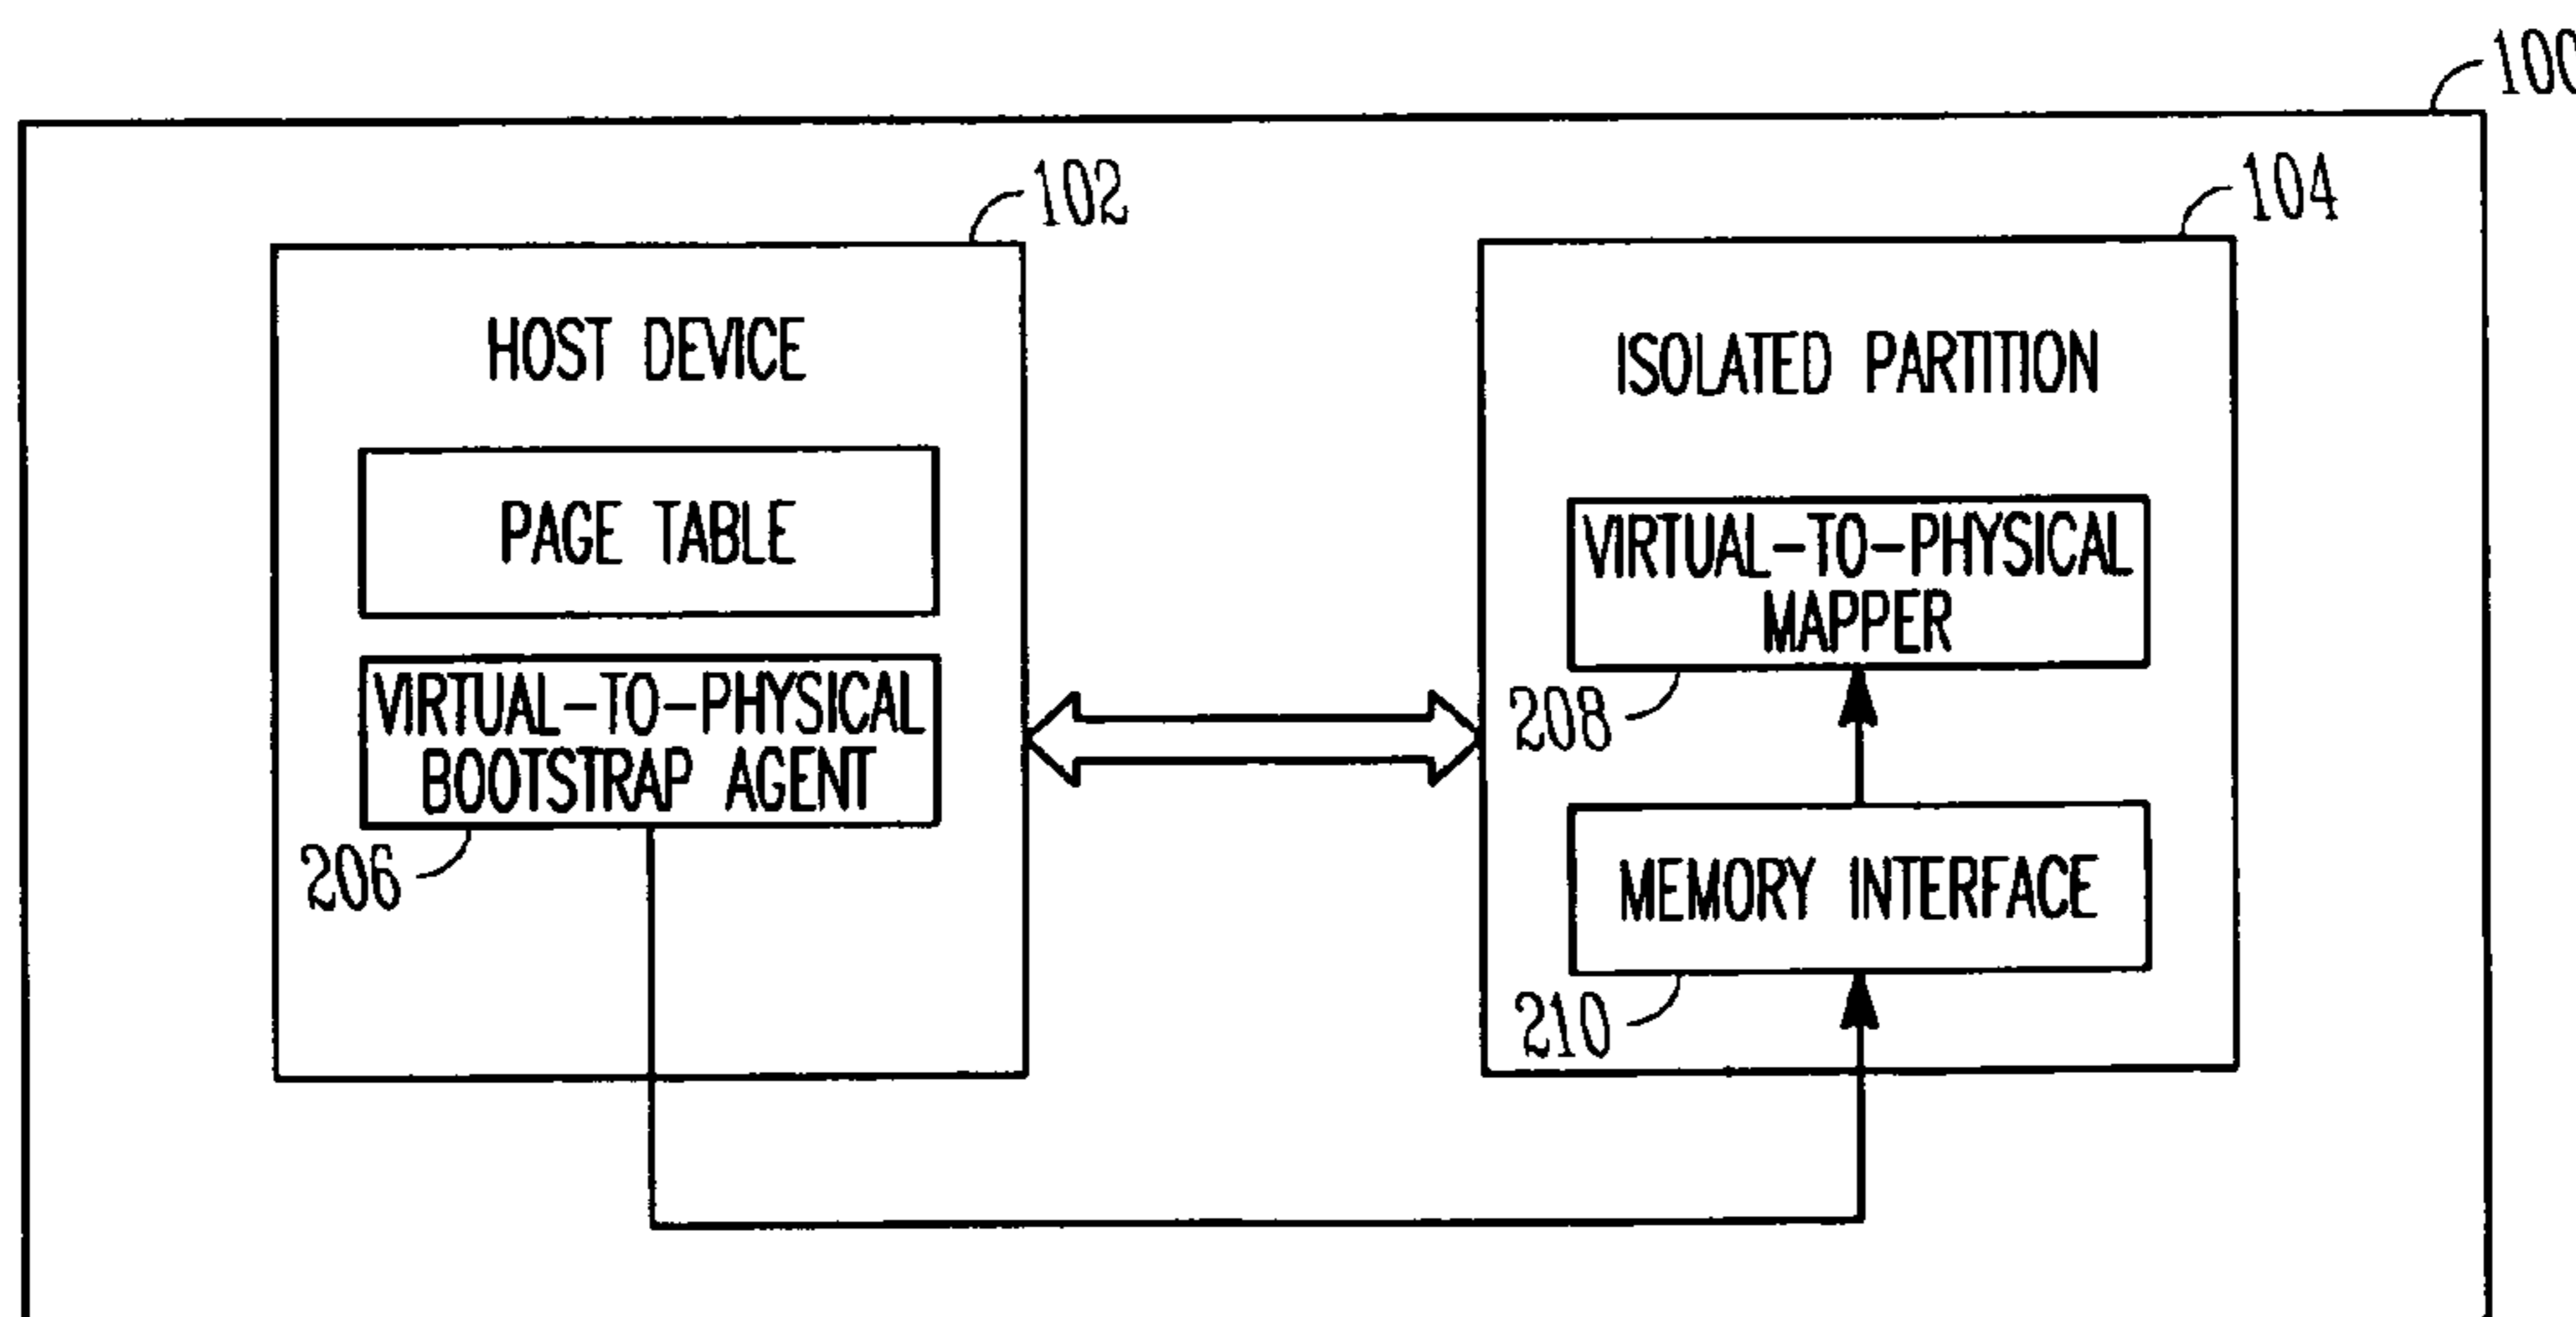 100
102
104
HOST DEVICE
ISOLATED PARTITION
PAGE TABLE
VIRTUAL-TO-PHYSICAL
MAPPER
VIRTUAL-TO-PHYSICAL
BOOTSTRAP AGENT
208
206
MEMORY INTERFACE
210